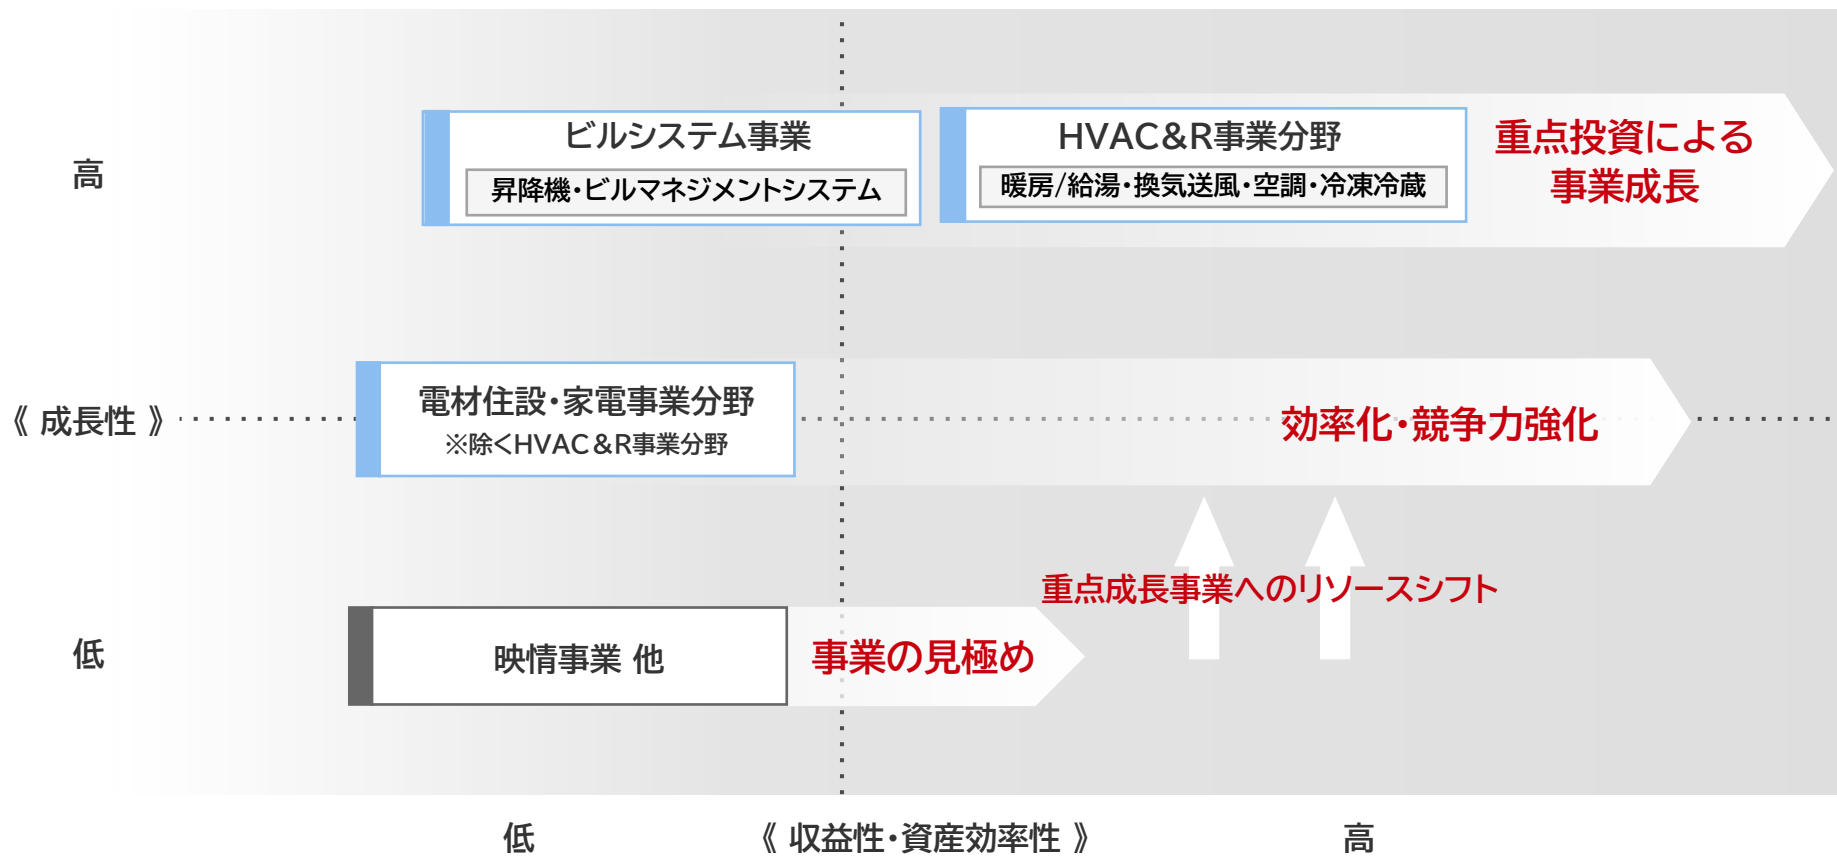 高
ビルシステム事業
昇降機・ビルマネジメントシステム
HVAC&R事業分野
暖房/給湯・換気送風・空調・冷凍冷蔵
重点投資による
事業成長
《 成長性 》
電材住設・家電事業分野
※除くHVAC&R事業分野
効率化・競争力強化
重点成長事業へのリソースシフト
低
映情事業 他
事業の見極め
低
《 収益性・資産効率性 》
高